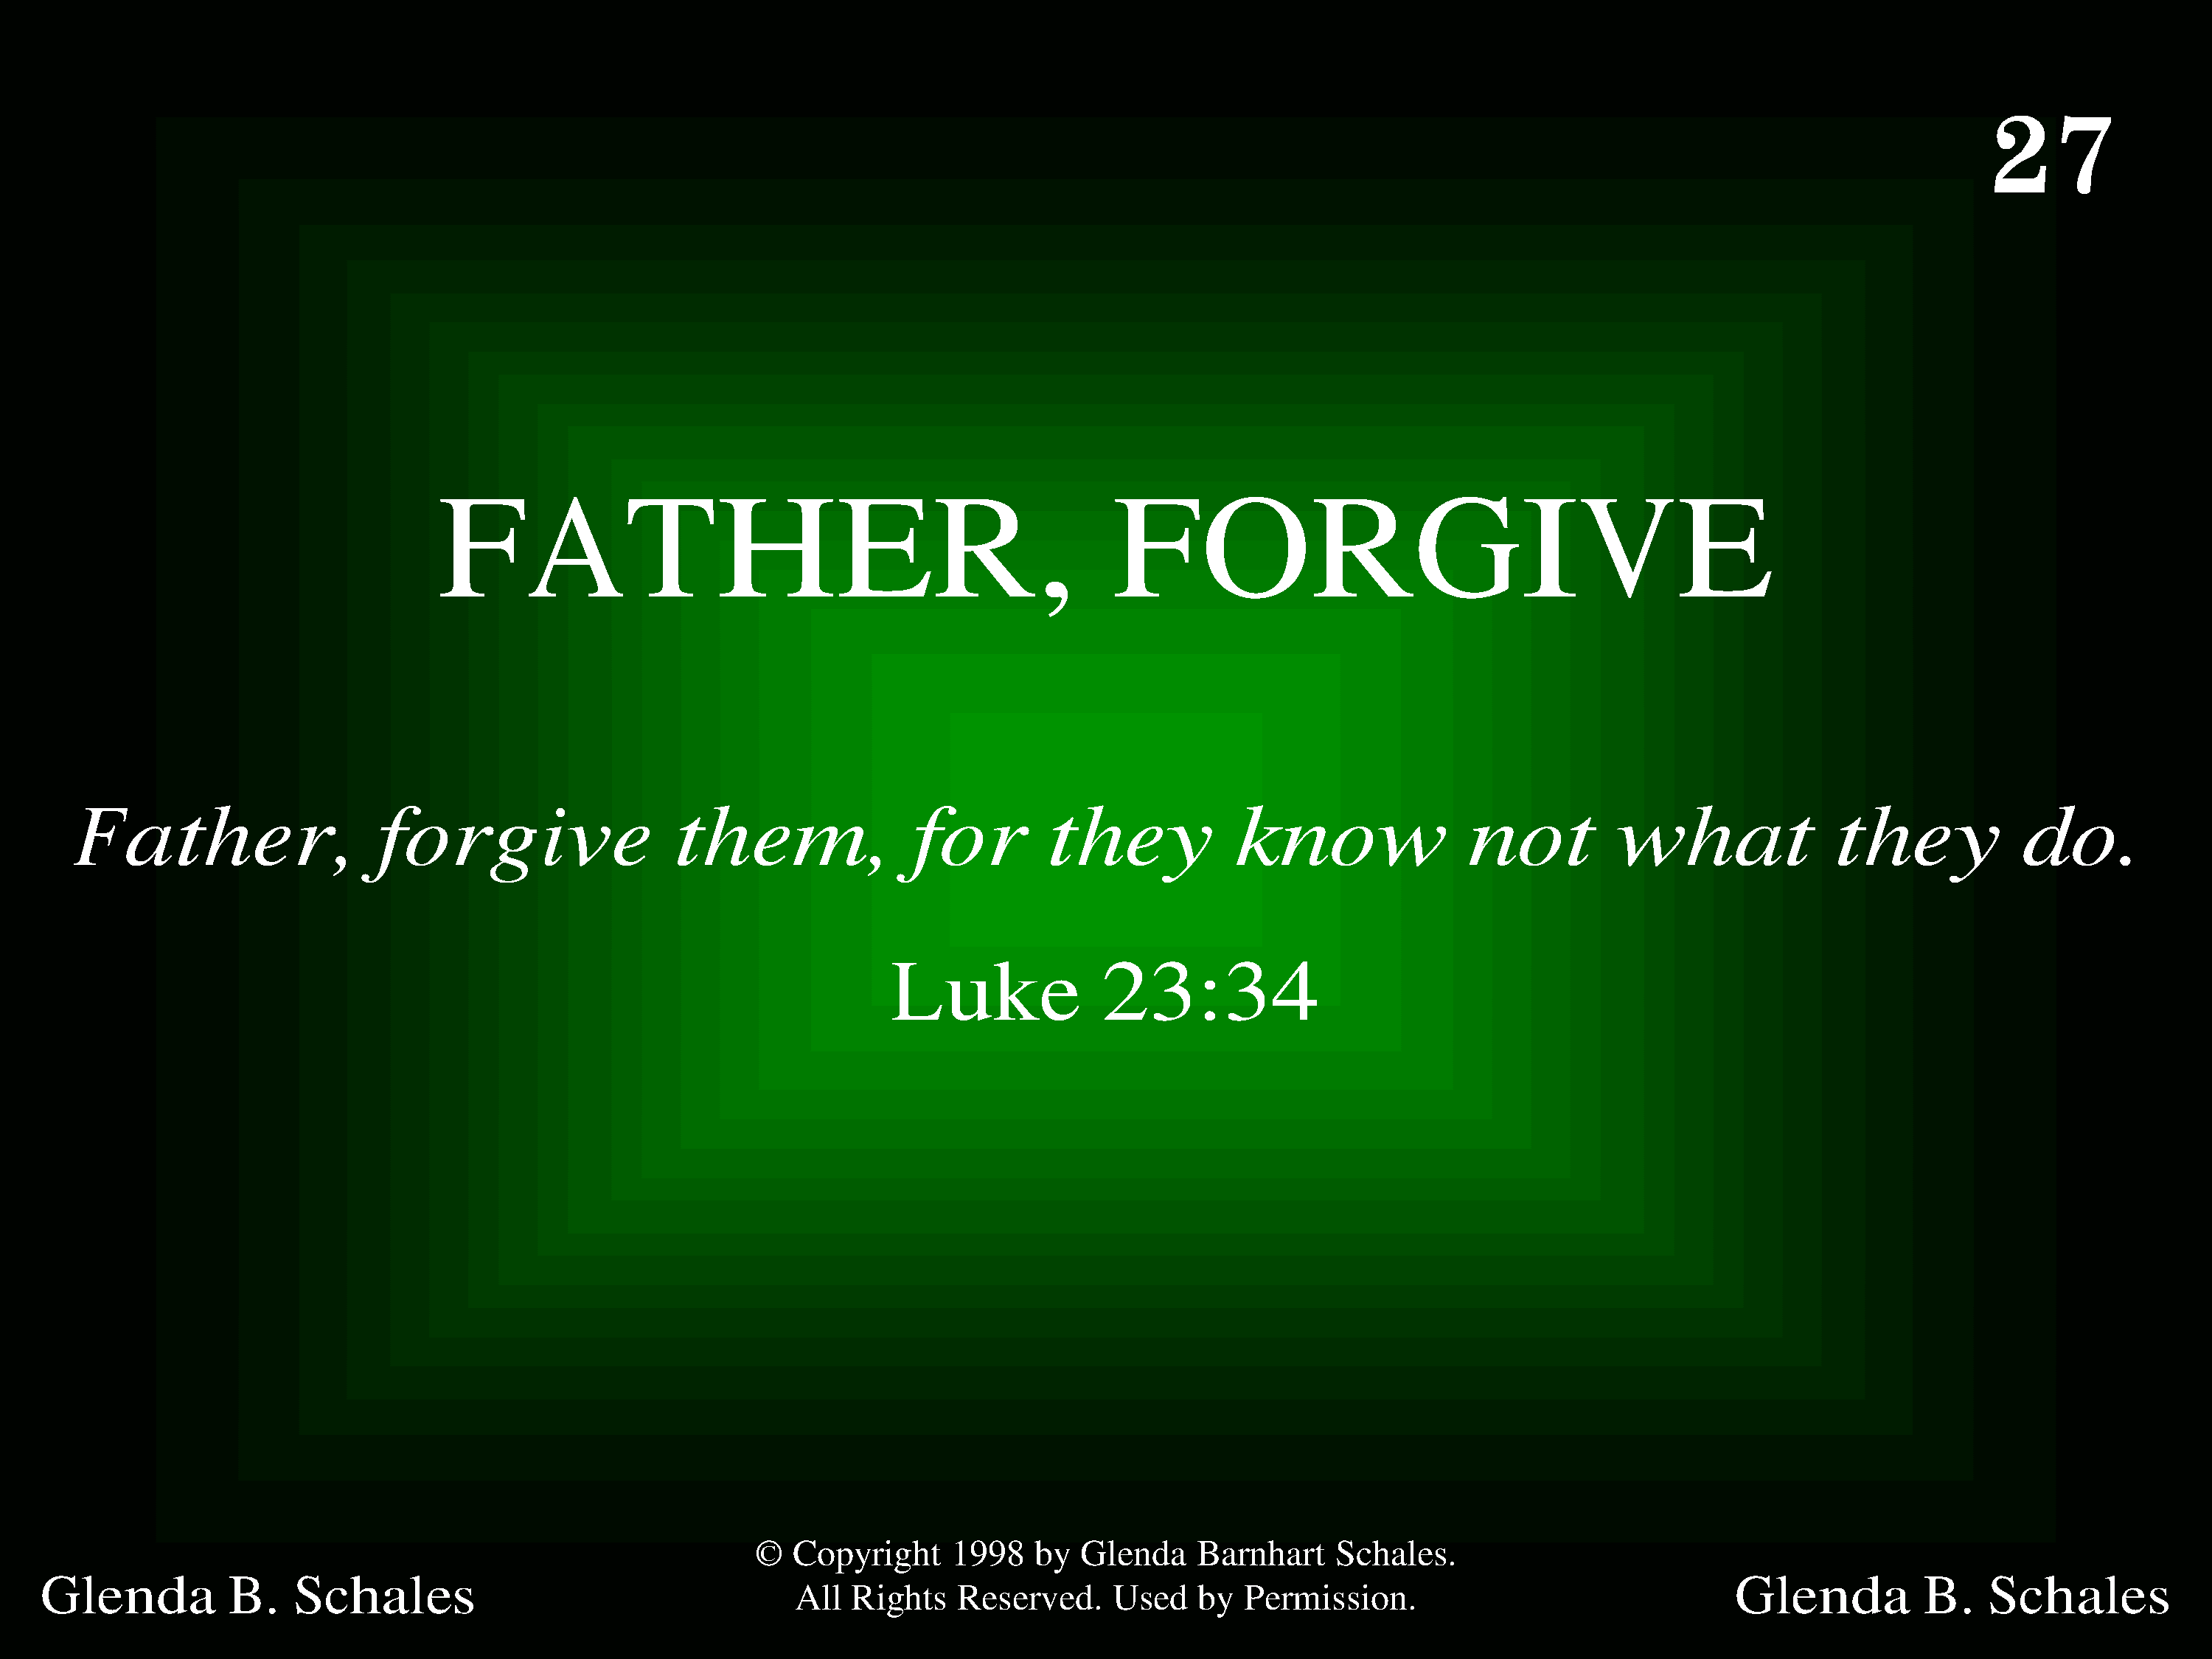 27
FATHER, FORGIVE
Father, forgive them, for they know not what they do.
Luke 23:34
© Copyright 1998 by Glenda Barnhart Schales.
All Rights Reserved. Used by Permission.
Glenda B. Schales
Glenda B. Schales